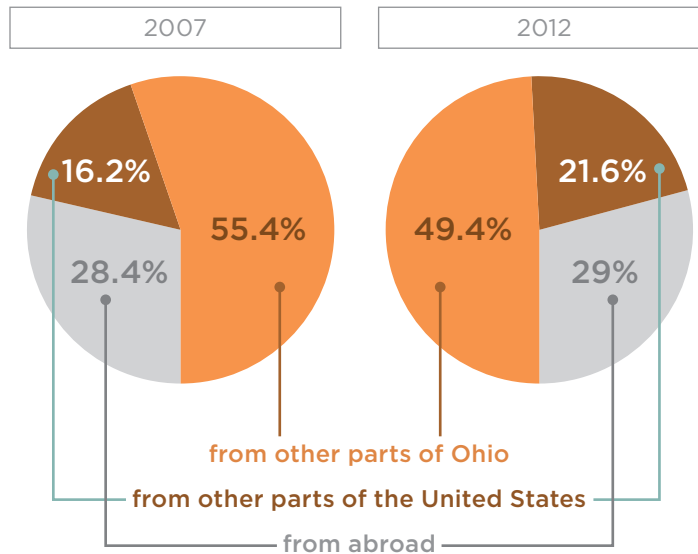 2007
2012
16.2%
55.4%
28.4%
21.6%
49.4%
29%
from other parts of Ohio
from other parts of the United States
from abroad